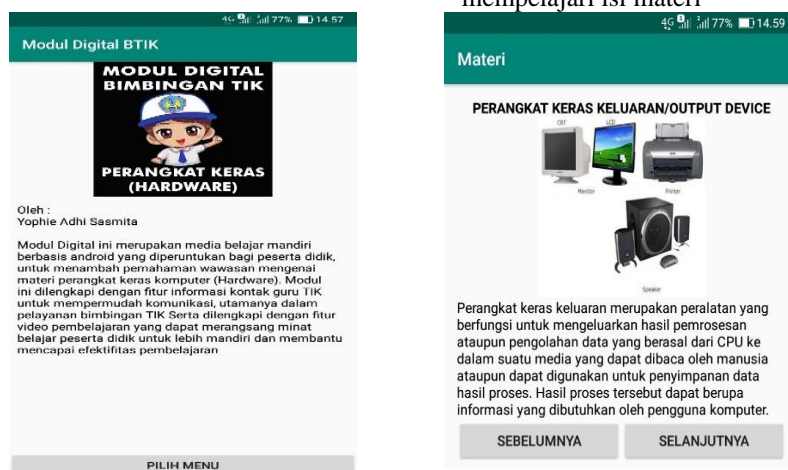 mempelajari isi materi
4G 77% 14.57
Modul Digital BTIK
MODUL DIGITAL
BIMBINGAN TIK
PERANGKAT KERAS
(HARDWARE)
Oleh :
Yophie Adhi Sasmita
Modul Digital ini merupakan media belajar mandiri
berbasis android yang diperuntukan bagi peserta didik,
untuk menambah pemahaman wawasan mengenai
materi perangkat keras komputer (Hardware). Modul
ini dilengkapi dengan fitur informasi kontak guru TIK
untuk mempermudah komunikasi, utamanya dalam
pelayanan bimbingan TIK Serta dilengkapi dengan fitur
video pembelajaran yang dapat merangsang minat
belajar peserta didik untuk lebih mandiri dan membantu
mencapai efektifitas pembelajaran
PILIH MENU
4G 77% 14.59
Materi
PERANGKAT KERAS KELUARAN/OUTPUT DEVICE
CRT
LCD
Monitor
Printer
Speaker
Perangkat keras keluaran merupakan peralatan yang
berfungsi untuk mengeluarkan hasil pemrosesan
ataupun pengolahan data yang berasal dari CPU ke
dalam suatu media yang dapat dibaca oleh manusia
ataupun dapat digunakan untuk penyimpanan data
hasil proses. Hasil proses tersebut dapat berupa
informasi yang dibutuhkan oleh pengguna komputer.
SEBELUMNYA
SELANJUTNYA